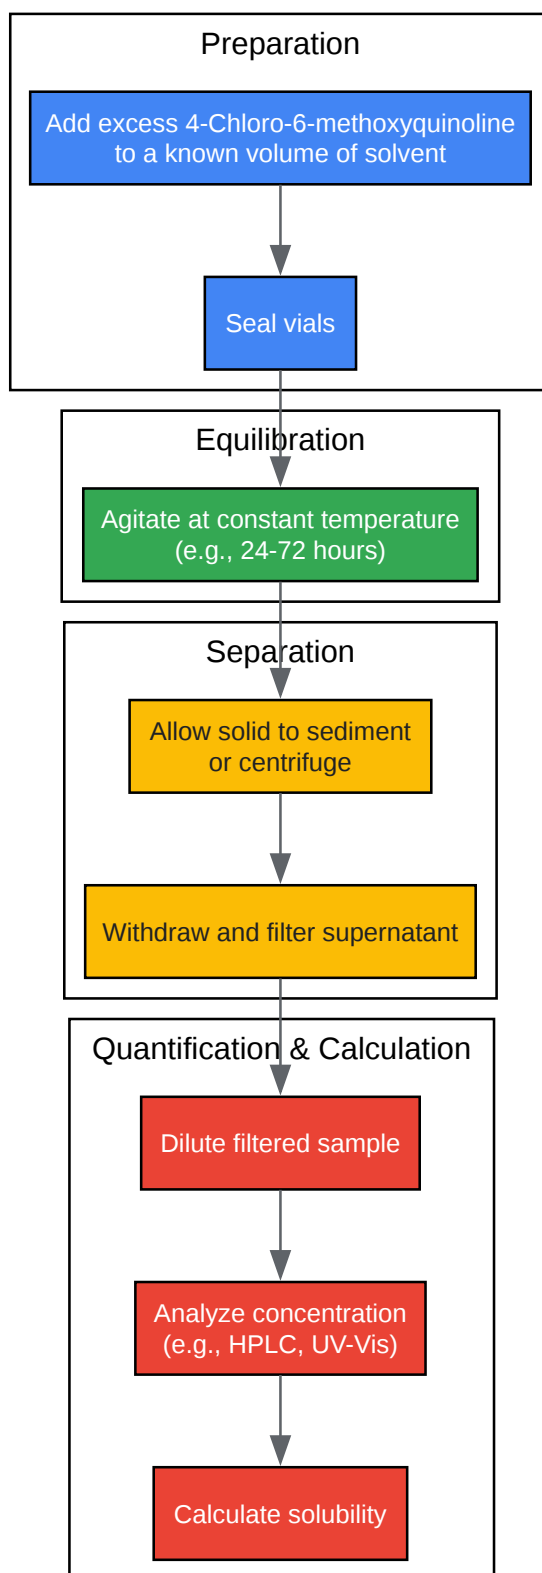 Preparation
Add excess 4-Chloro-6-methoxyquinoline
to a known volume of solvent
Seal vials
Equilibration
Agitate at constant temperature
(e.g., 24-72 hours)
Separation
Allow solid to sediment
or centrifuge
Withdraw and filter supernatant
Quantification & Calculation
Dilute filtered sample
Analyze concentration
(e.g., HPLC, UV-Vis)
Calculate solubility